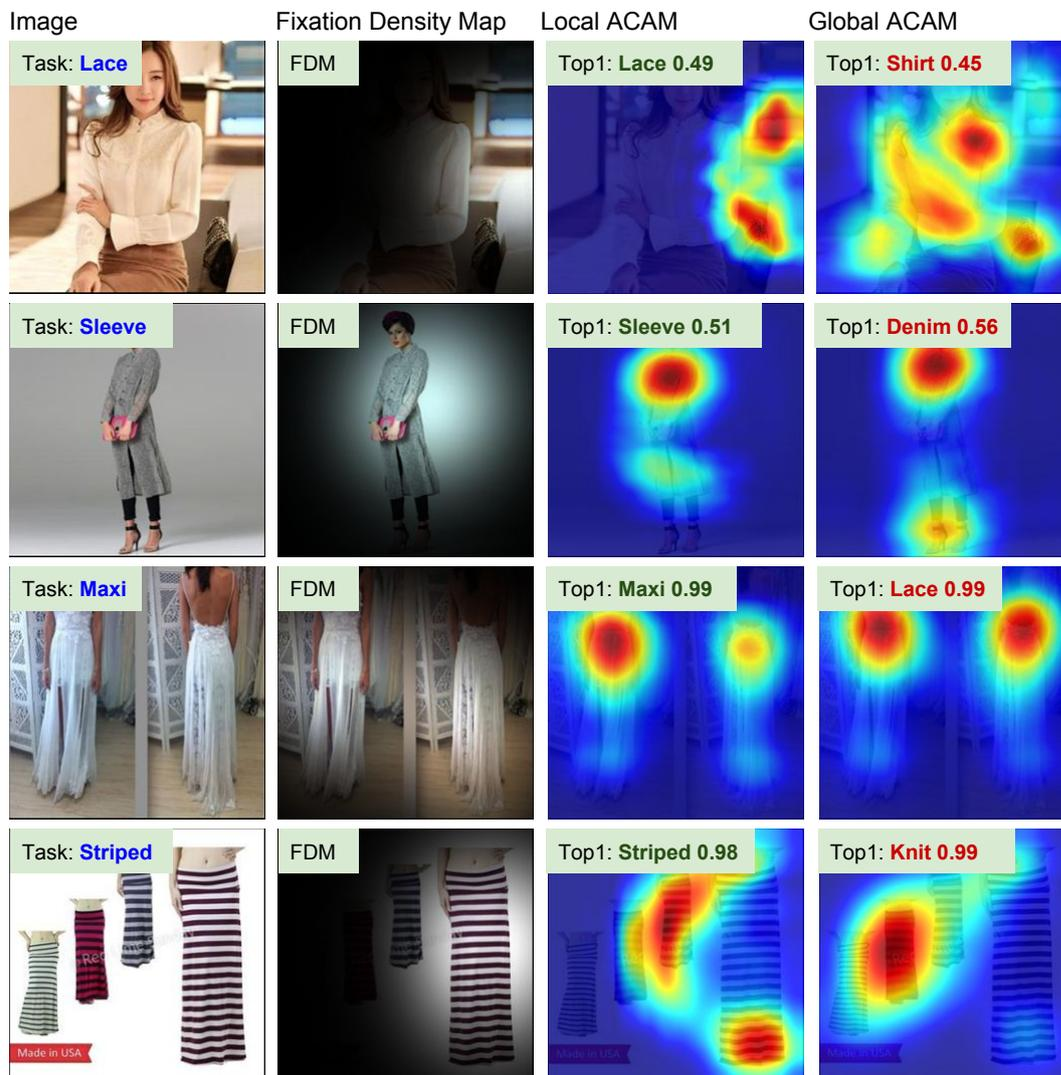 Image Fixation Density Map Local ACAM Global ACAM
Task: Lace FDM Top1: Lace 0.49 Top1: Shirt 0.45
Task: Sleeve FDM Top1: Sleeve 0.51 Top1: Denim 0.56
Task: Maxi FDM Top1: Maxi 0.99 Top1: Lace 0.99
Task: Striped FDM Top1: Striped 0.98 Top1: Knit 0.99
Made in USA